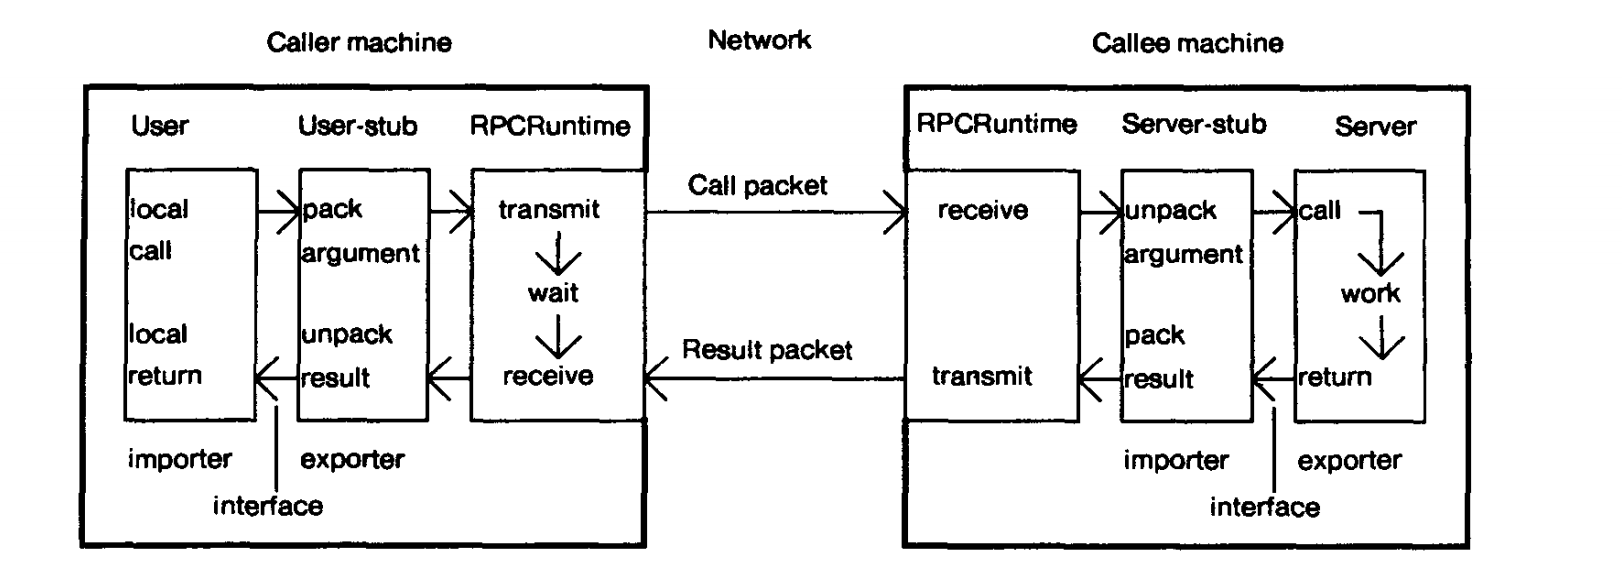 Caller machine
Network
Callee machine
User
User-stub
RPCRuntime
RPCRuntime
Server-stub
Server
local
call
pack
argument
transmit
wait
Call packet
receive
unpack
argument
call
work
local
return
unpack
result
receive
Result packet
transmit
pack
result
return
importer
exporter
interface
importer
exporter
interface